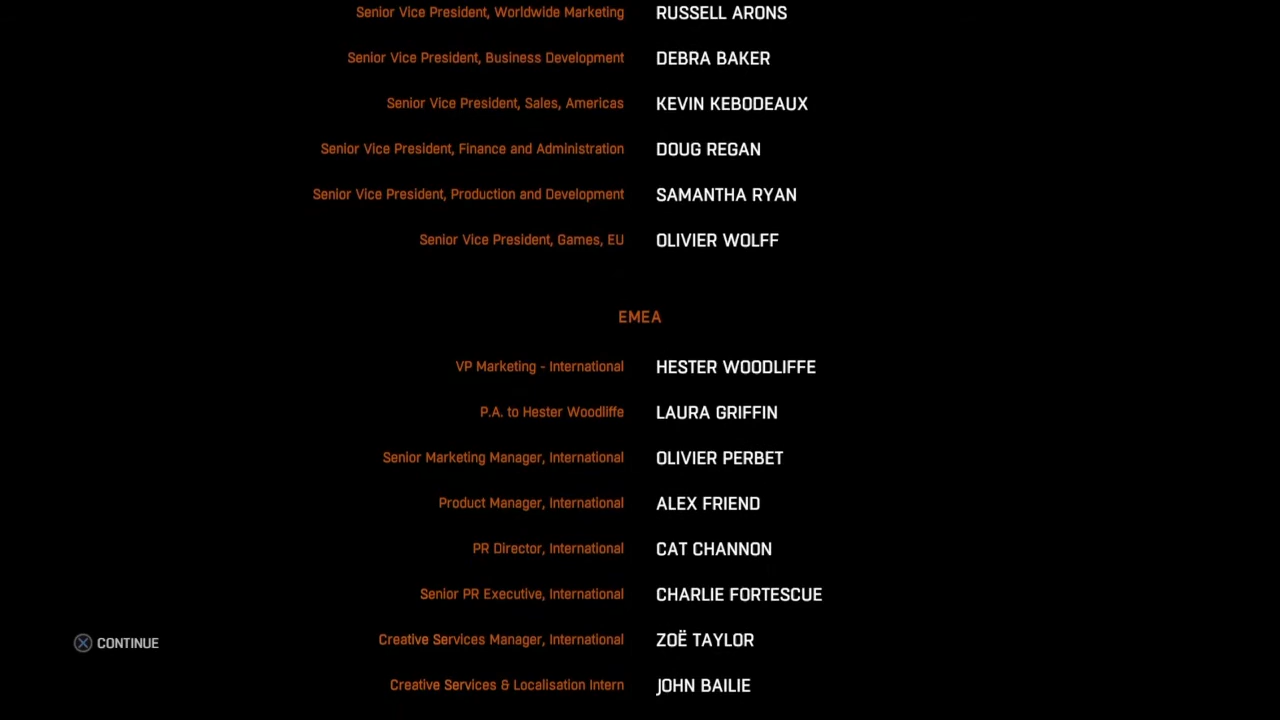 Senior Vice President, Worldwide Marketing RUSSELL ARONS
Senior Vice President, Business Development DEBRA BAKER
Senior Vice President, Sales, Americas KEVIN KEBODEAUX
Senior Vice President, Finance and Administration DOUG REGAN
Senior Vice President, Production and Development SAMANTHA RYAN
Senior Vice President, Games, EU OLIVIER WOLFF
EMEA
VP Marketing - International HESTER WOODLIFFE
P.A. to Hester Woodliffe LAURA GRIFFIN
Senior Marketing Manager, International OLIVIER PERBET
Product Manager, International ALEX FRIEND
PR Director, International CAT CHANNON
Senior PR Executive, International CHARLIE FORTESCUE
Creative Services Manager, International ZOË TAYLOR
CONTINUE
Creative Services & Localisation Intern JOHN BAILIE